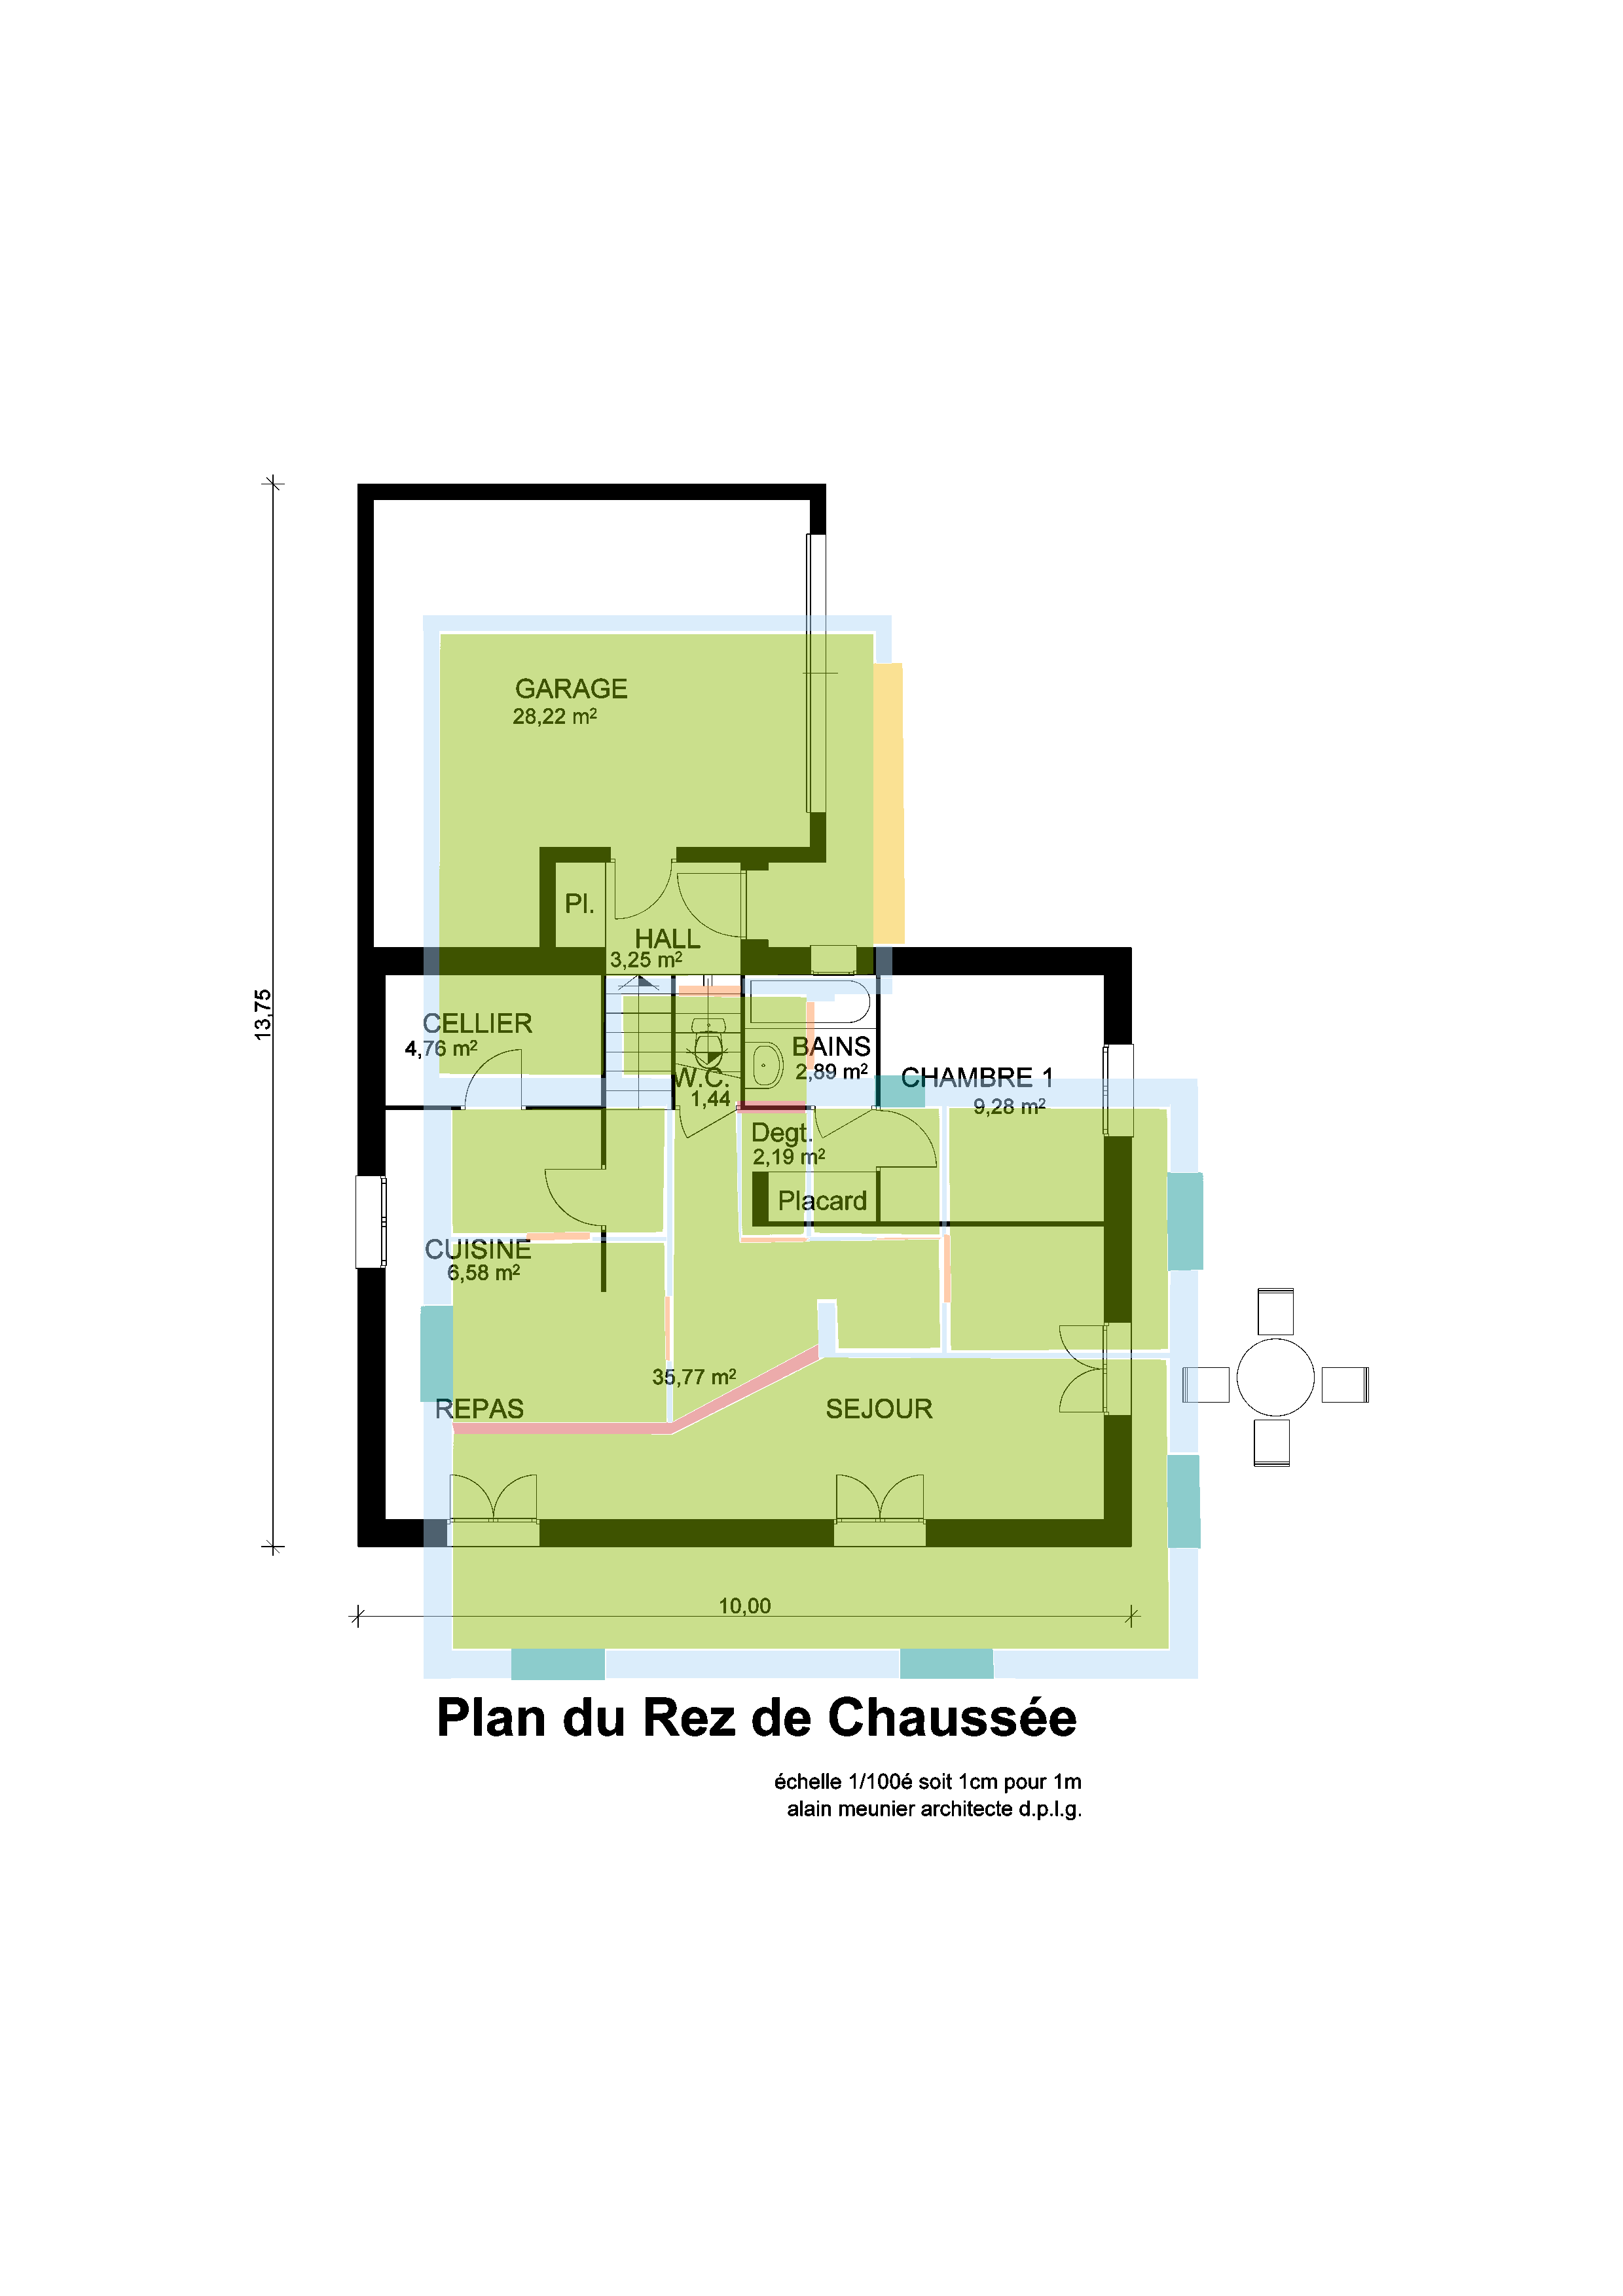 GARAGE
28,22 m²
Pl.
HALL
3,25 m²
13,75
CELLIER
4,76 m²
W.C.
1,44
BAINS
2,89 m²
CHAMBRE 1
9,28 m²
Degt.
2,19 m²
Placard
CUISINE
6,58 m²
35,77 m²
REPAS
SEJOUR
10,00
Plan du Rez de Chaussée
échelle 1/100é soit 1cm pour 1m
alain meunier architecte d.p.l.g.